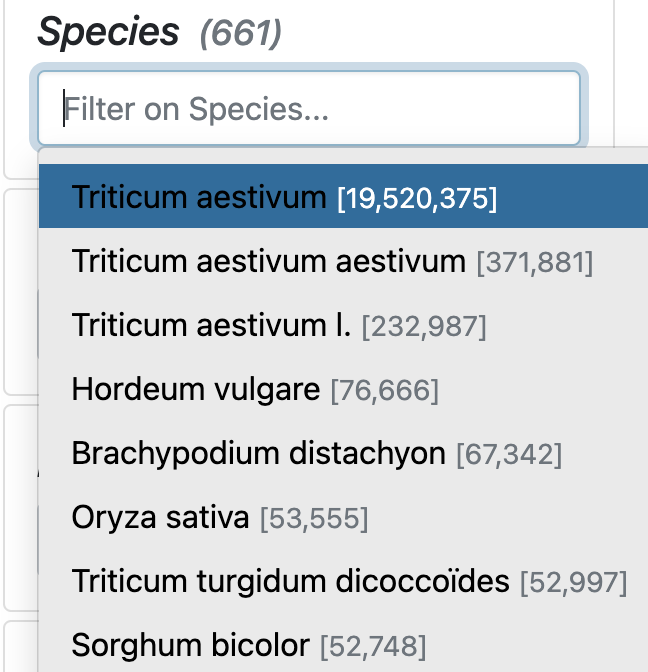 Species (661)
Filter on Species...
Triticum aestivum [19,520,375]
Triticum aestivum aestivum [371,881]
Triticum aestivum l. [232,987]
Hordeum vulgare [76,666]
Brachypodium distachyon [67,342]
Oryza sativa [53,555]
Triticum turgidum dicoccoïdes [52,997]
Sorghum bicolor [52,748]